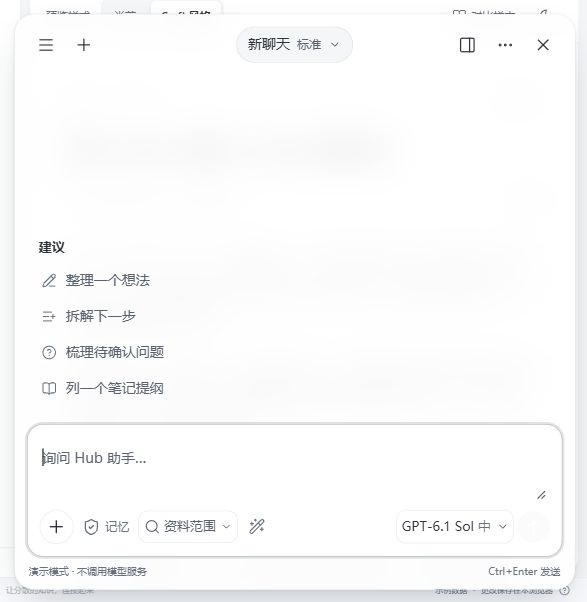 新聊天 标准
建议
整理一个想法
拆解下一步
梳理待确认问题
列一个笔记提纲
询问 Hub 助手...
记忆 资料范围 GPT-6.1 Sol 中
演示模式 · 不调用模型服务 Ctrl+Enter 发送